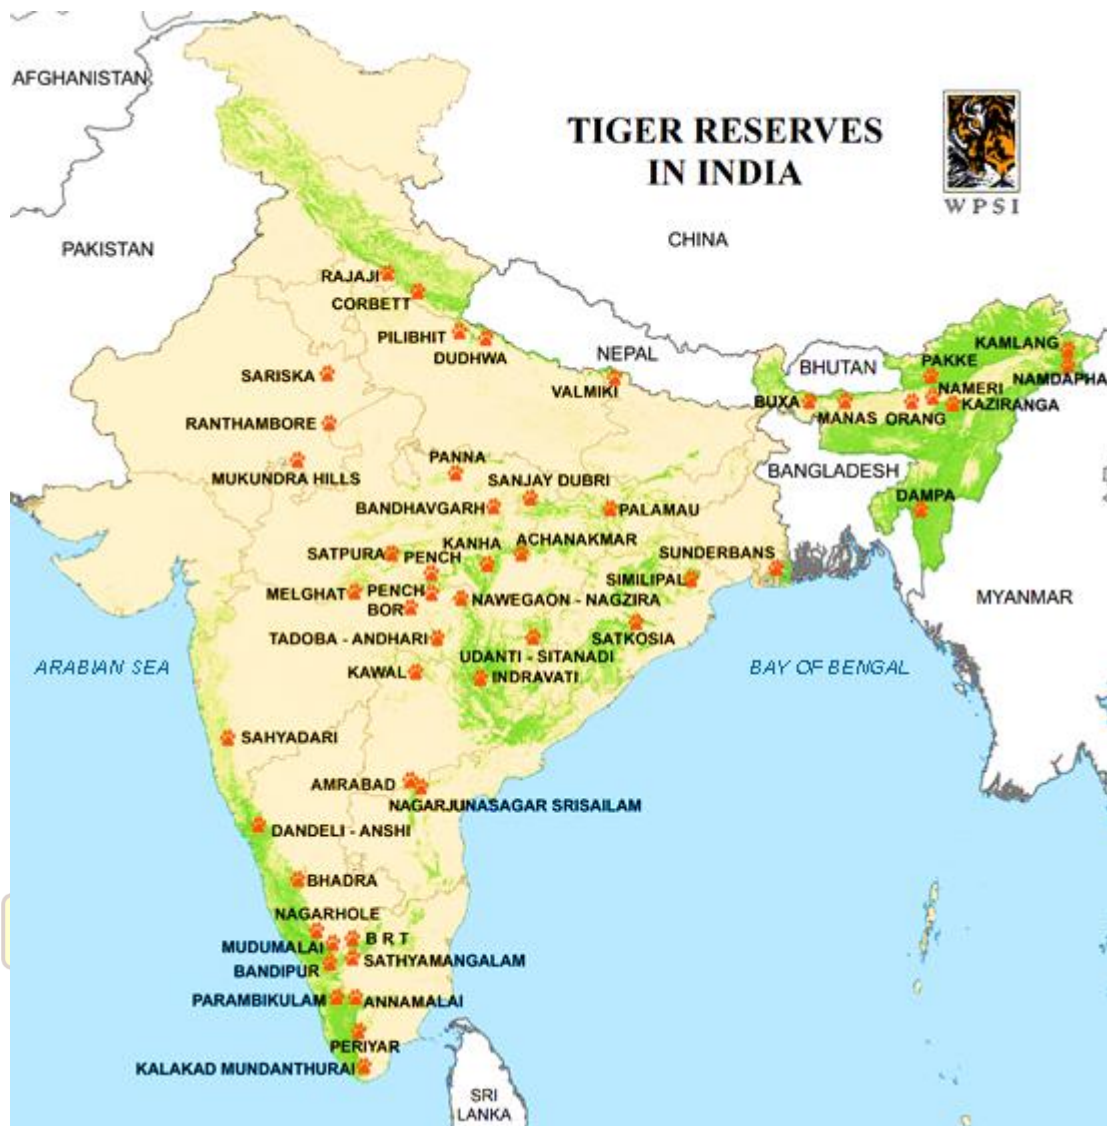 AFGHANISTAN
TIGER RESERVES
IN INDIA
WPSI
PAKISTAN
CHINA
RAJAJI
CORBETT
PILIBHIT
DUDHWA
NEPAL
VALMIKI
BHUTAN
KAMLANG
PAKKE
NAMDAPHA
NAMERI
SARISKA
BUXA
MANAS
ORANG
KAZIRANGA
RANTHAMBORE
MUKUNDRA HILLS
PANNA
SANJAY DUBRI
BANGLADESH
BANDHAVGARH
PALAMAU
DAMPA
SATPURA
PENCH
KANHA
ACHANAKMAR
SUNDERBANS
SIMILIPAL
MELGHAT
PENCH
BOR
NAWEGAON - NAGZIRA
MYANMAR
TADOBA - ANDHARI
SATKOSIA
UDANTI - SITANADI
ARABIAN SEA
KAWAL
INDRAVATI
BAY OF BENGAL
SAHYADARI
AMRABAD
NAGARJUNASAGAR SRISAILAM
DANDELI - ANSHI
BHADRA
NAGARHOLE
B R T
MUDUMALAI
SATHYAMANGALAM
BANDIPUR
PARAMBIKULAM
ANNAMALAI
PERIYAR
KALAKAD MUNDANTHURAI
SRI
LANKA